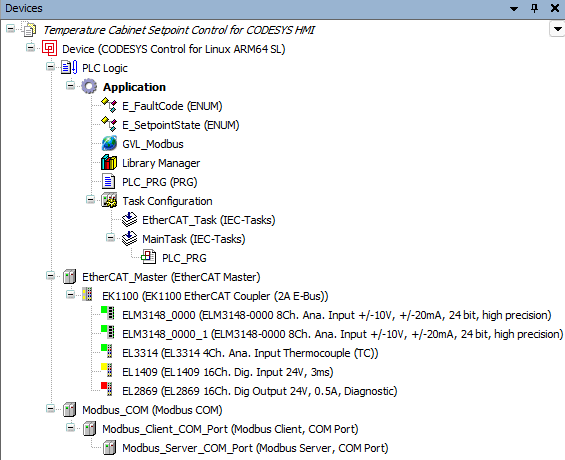 Devices
Temperature Cabinet Setpoint Control for CODESYS HMI
Device (CODESYS Control for Linux ARM64 SL)
PLC Logic
Application
E_FaultCode (ENUM)
E_SetpointState (ENUM)
GVL_Modbus
Library Manager
PLC_PRG (PRG)
Task Configuration
EtherCAT_Task (IEC-Tasks)
MainTask (IEC-Tasks)
PLC_PRG
EtherCAT_Master (EtherCAT Master)
EK1100 (EK1100 EtherCAT Coupler (2A E-Bus))
ELM3148_0000 (ELM3148-0000 8Ch. Ana. Input +/-10V, +/-20mA, 24 bit, high precision)
ELM3148_0000_1 (ELM3148-0000 8Ch. Ana. Input +/-10V, +/-20mA, 24 bit, high precision)
EL3314 (EL3314 4Ch. Ana. Input Thermocouple (TC))
EL1409 (EL1409 16Ch. Dig. Input 24V, 3ms)
EL2869 (EL2869 16Ch. Dig Output 24V, 0.5A, Diagnostic)
Modbus_COM (Modbus COM)
Modbus_Client_COM_Port (Modbus Client, COM Port)
Modbus_Server_COM_Port (Modbus Server, COM Port)